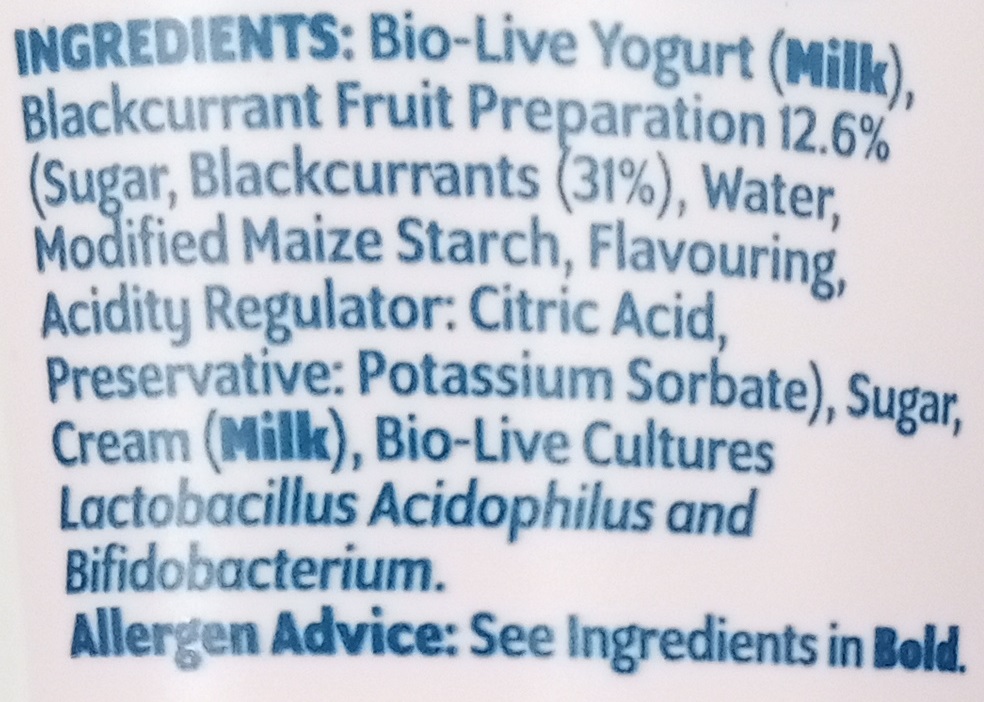 INGREDIENTS: Bio-Live Yogurt (Milk),
Blackcurrant Fruit Preparation 12.6%
(Sugar, Blackcurrants (31%), Water,
Modified Maize Starch, Flavouring,
Acidity Regulator: Citric Acid,
Preservative: Potassium Sorbate), Sugar,
Cream (Milk), Bio-Live Cultures
Lactobacillus Acidophilus and
Bifidobacterium.
Allergen Advice: See Ingredients in Bold.